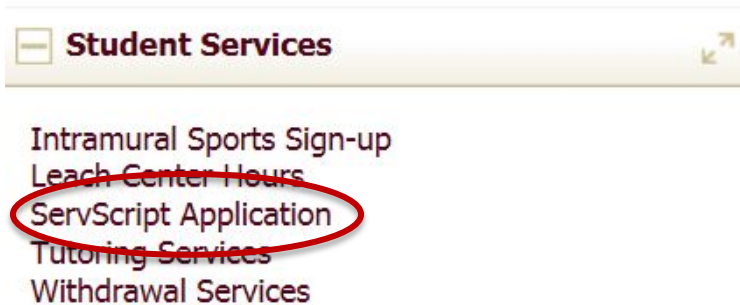 Student Services
Intramural Sports Sign-up
Leach Center Hours
ServScript Application
Tutoring Services
Withdrawal Services